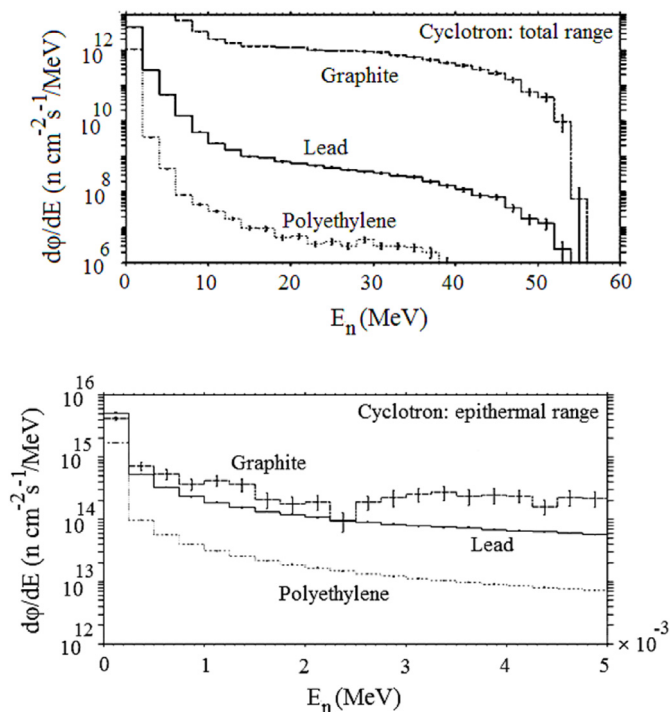 Cyclotron: total range
10^12
10^10
10^8
10^6
dφ/dE (n cm^-2 s^-1/MeV)
Graphite
Lead
Polyethylene
0 10 20 30 40 50 60
E_n (MeV)
Cyclotron: epithermal range
10^16
10^15
10^14
10^13
10^12
dφ/dE (n cm^-2 s^-1/MeV)
Graphite
Lead
Polyethylene
0 1 2 3 4 5
× 10^-3
E_n (MeV)